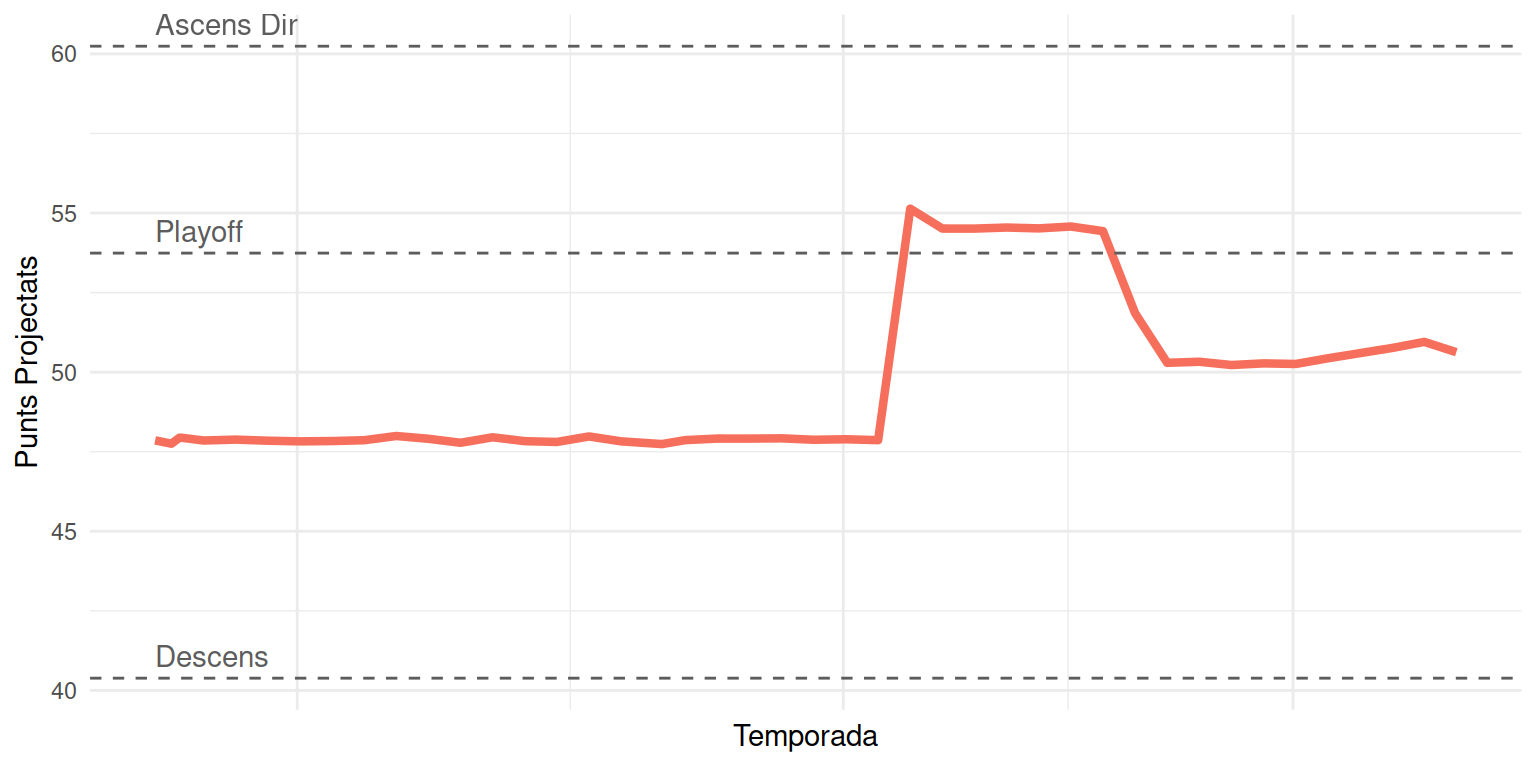 Ascens Dir
60
55
Playoff
Punts Projectats
50
45
Descens
40
Temporada